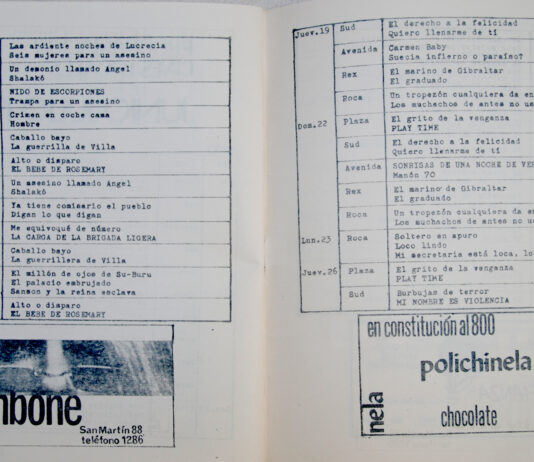 Las ardiente noches de Lucrecia
Seis mujeres para un asesino
Un demonio llamado Angel
Shalakó
NIDO DE ESCORPIONES
Trampa para un asesino
Crimen en coche cama
Hombre
Caballo bayo
La guerrilla de Villa
Alto o disparo
EL BEBE DE ROSEMARY
Un asesino llamado Angel
Shalakó
Ya tiene comisario el pueblo
Digan lo que digan
Me equivoqué de número
LA CARGA DE LA BRIGADA LIGERA
Caballo bayo
La guerrillera de Villa
El millón de ojos de Su-Buru
El palacio embrujado
Sanson y la reina esclava
Alto o disparo
EL BEBE DE ROSEMARY
nbone
San Martín 88
teléfono 1286
Juev.19 Sud El derecho a la felicidad
Quiero llenarme de tí
Avenida Carmen Baby
Suecia infierno o paraíso?
Rex El marino de Gibraltar
El graduado
Roca Un tropezón cualquiera da en
Los muchachos de antes no us
Dom.22 Plaza El grito de la venganza
PLAY TIME
Sud El derecho a la felicidad
Quiero llenarme de tí
Avenida SONRISAS DE UNA NOCHE DE VER
Manón 70
Rex El marino de Gibraltar
El graduado
Roca Un tropezón cualquiera da en
Los muchachos de antes no us
Lun.23 Roca Soltero en apuro
Loco lindo
Mi secretaria está loca, lo
Juev.26 Plaza El grito de la venganza
PLAY TIME
Sud Burbujas de terror
MI NOMBRE ES VIOLENCIA
en constitución al 800
polichinela
nela
chocolate